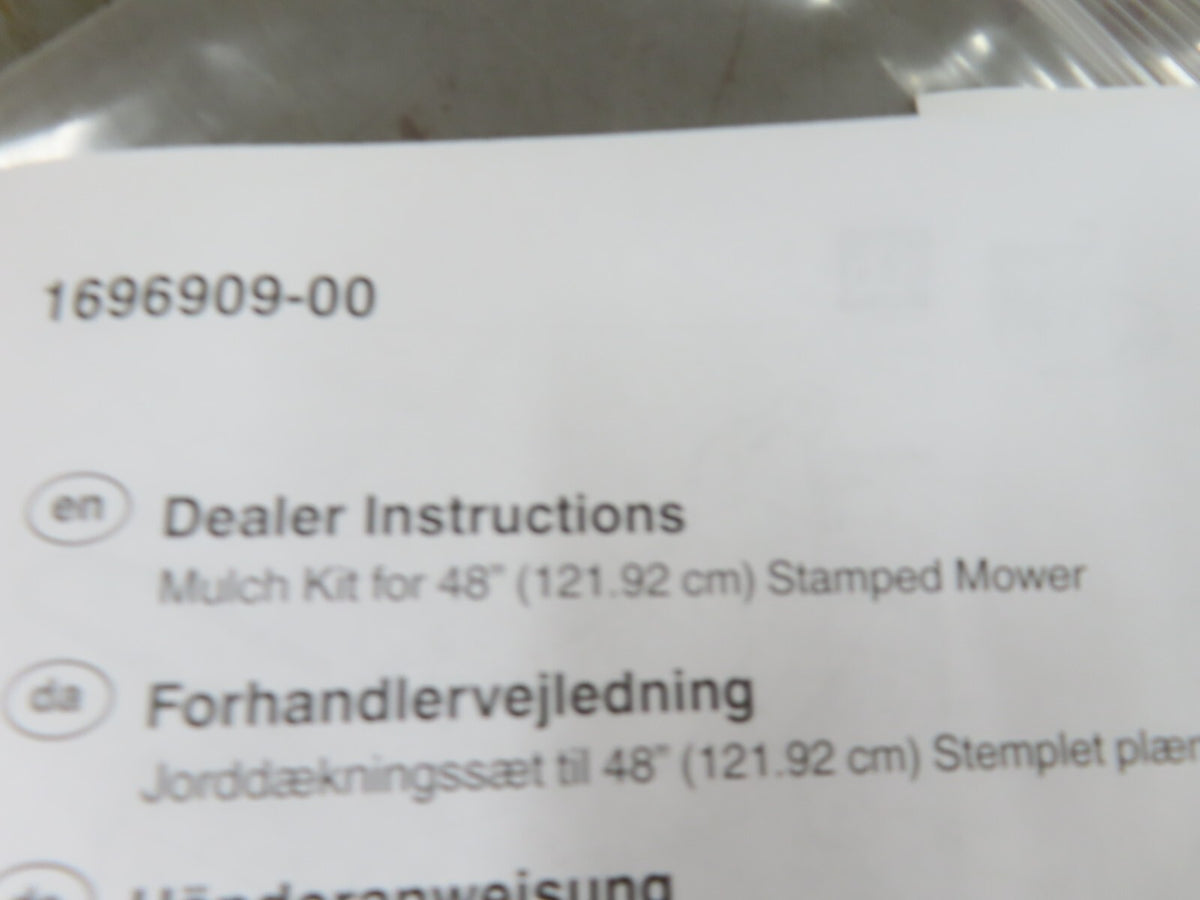 1696909-00
en Dealer Instructions
Mulch Kit for 48" (121.92 cm) Stamped Mower
da Forhandlervejledning
Jorddækningssæt til 48" (121.92 cm) Stemplet